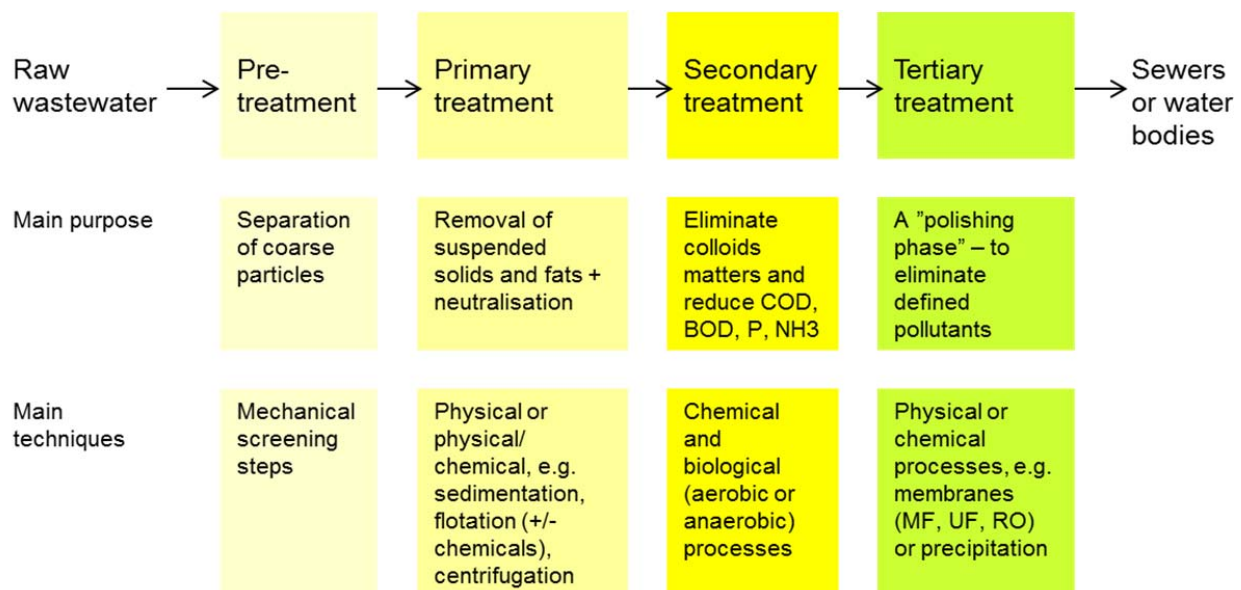 Raw
wastewater
Pre-
treatment
Primary
treatment
Secondary
treatment
Tertiary
treatment
Sewers
or water
bodies
Main purpose
Separation
of coarse
particles
Removal of
suspended
solids and fats +
neutralisation
Eliminate
colloids
matters and
reduce COD,
BOD, P, NH3
A ”polishing
phase” – to
eliminate
defined
pollutants
Main
techniques
Mechanical
screening
steps
Physical or
physical/
chemical, e.g.
sedimentation,
flotation (+/-
chemicals),
centrifugation
Chemical
and
biological
(aerobic or
anaerobic)
processes
Physical or
chemical
processes, e.g.
membranes
(MF, UF, RO)
or precipitation